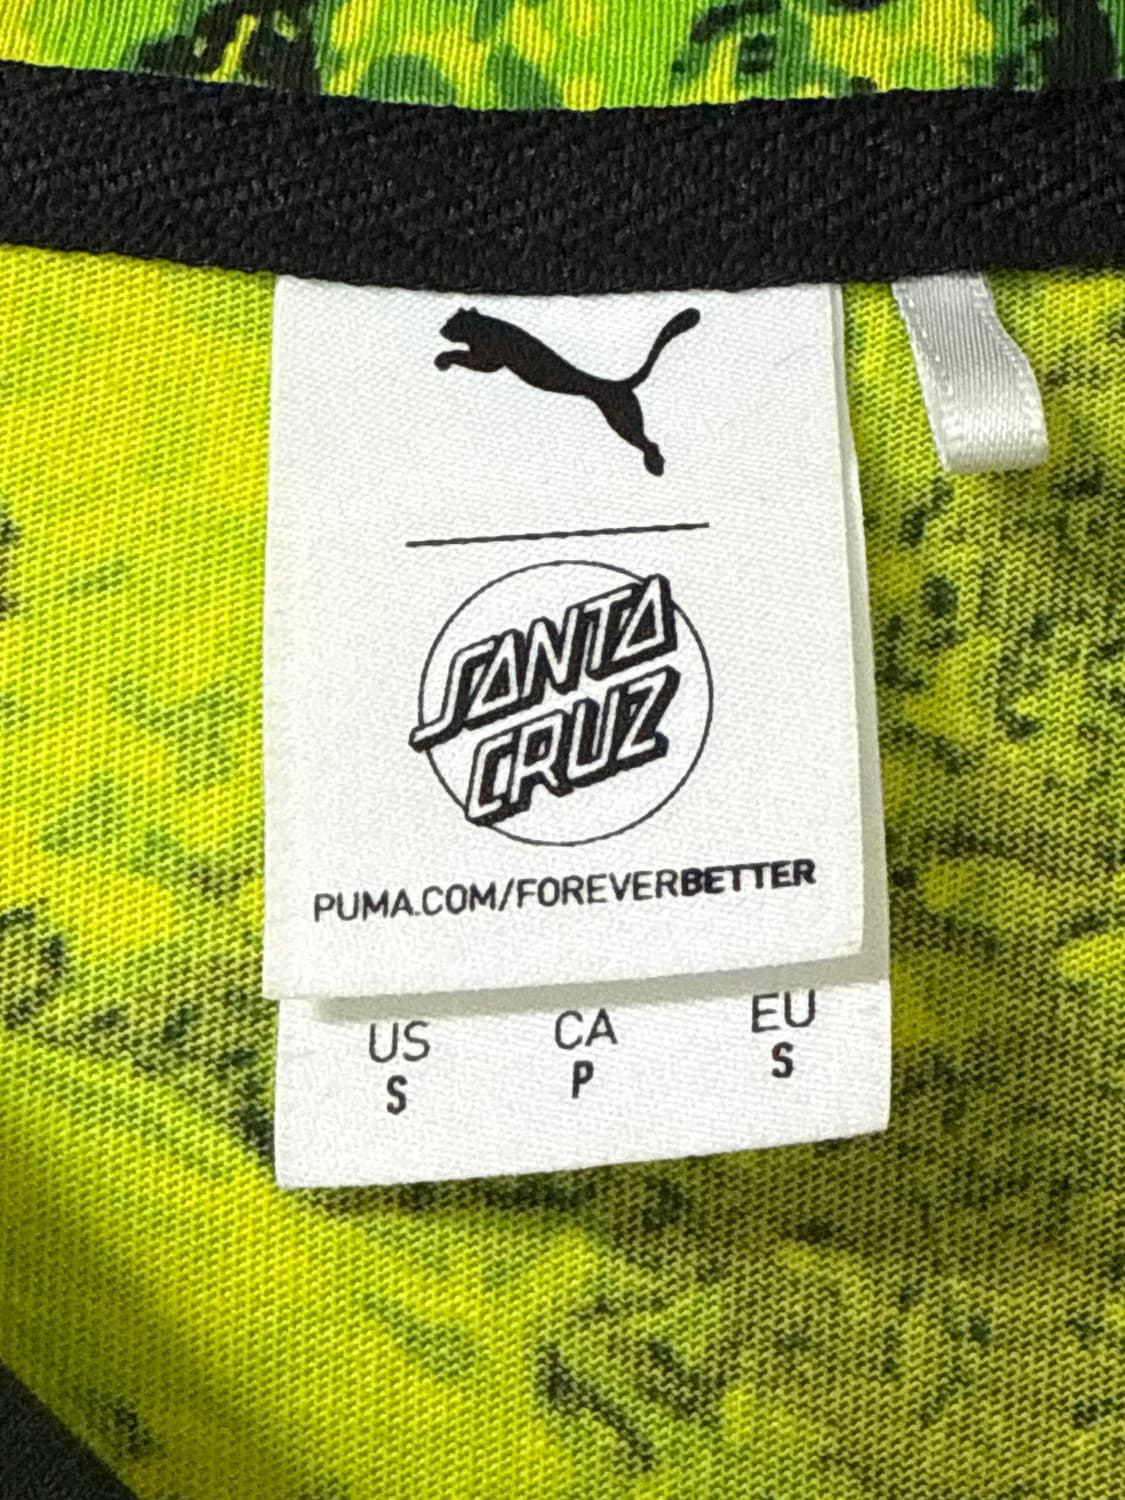 SANTA
CRUZ
PUMA.COM/FOREVERBETTER
US CA EU
S P S